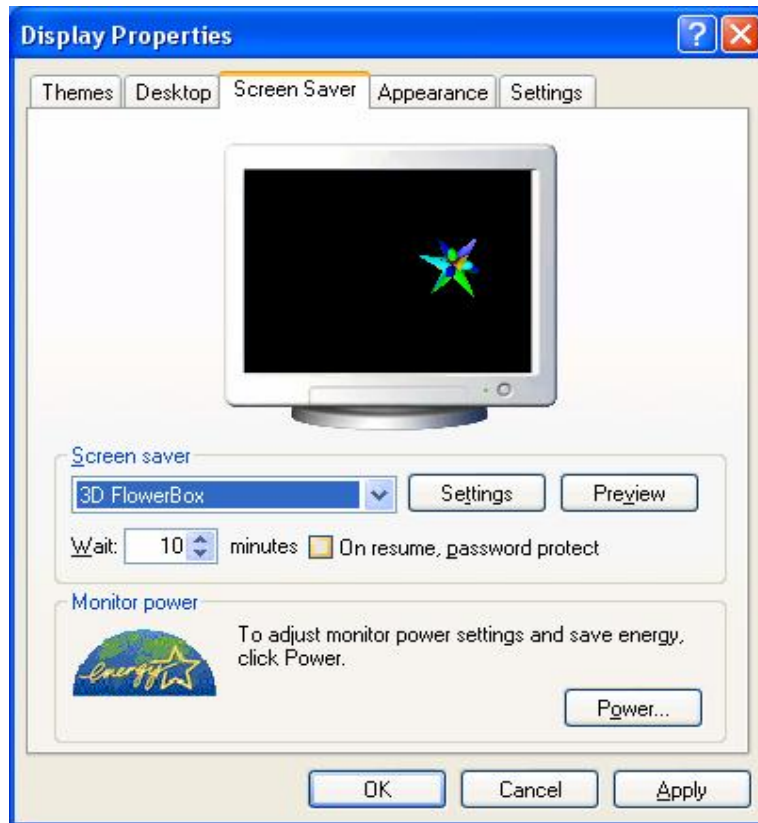 Display Properties
?
Themes Desktop Screen Saver Appearance Settings
Screen saver
3D FlowerBox Settings Preview
Wait: 10 minutes On resume, password protect
Monitor power
energy
To adjust monitor power settings and save energy,
click Power.
Power...
OK Cancel Apply